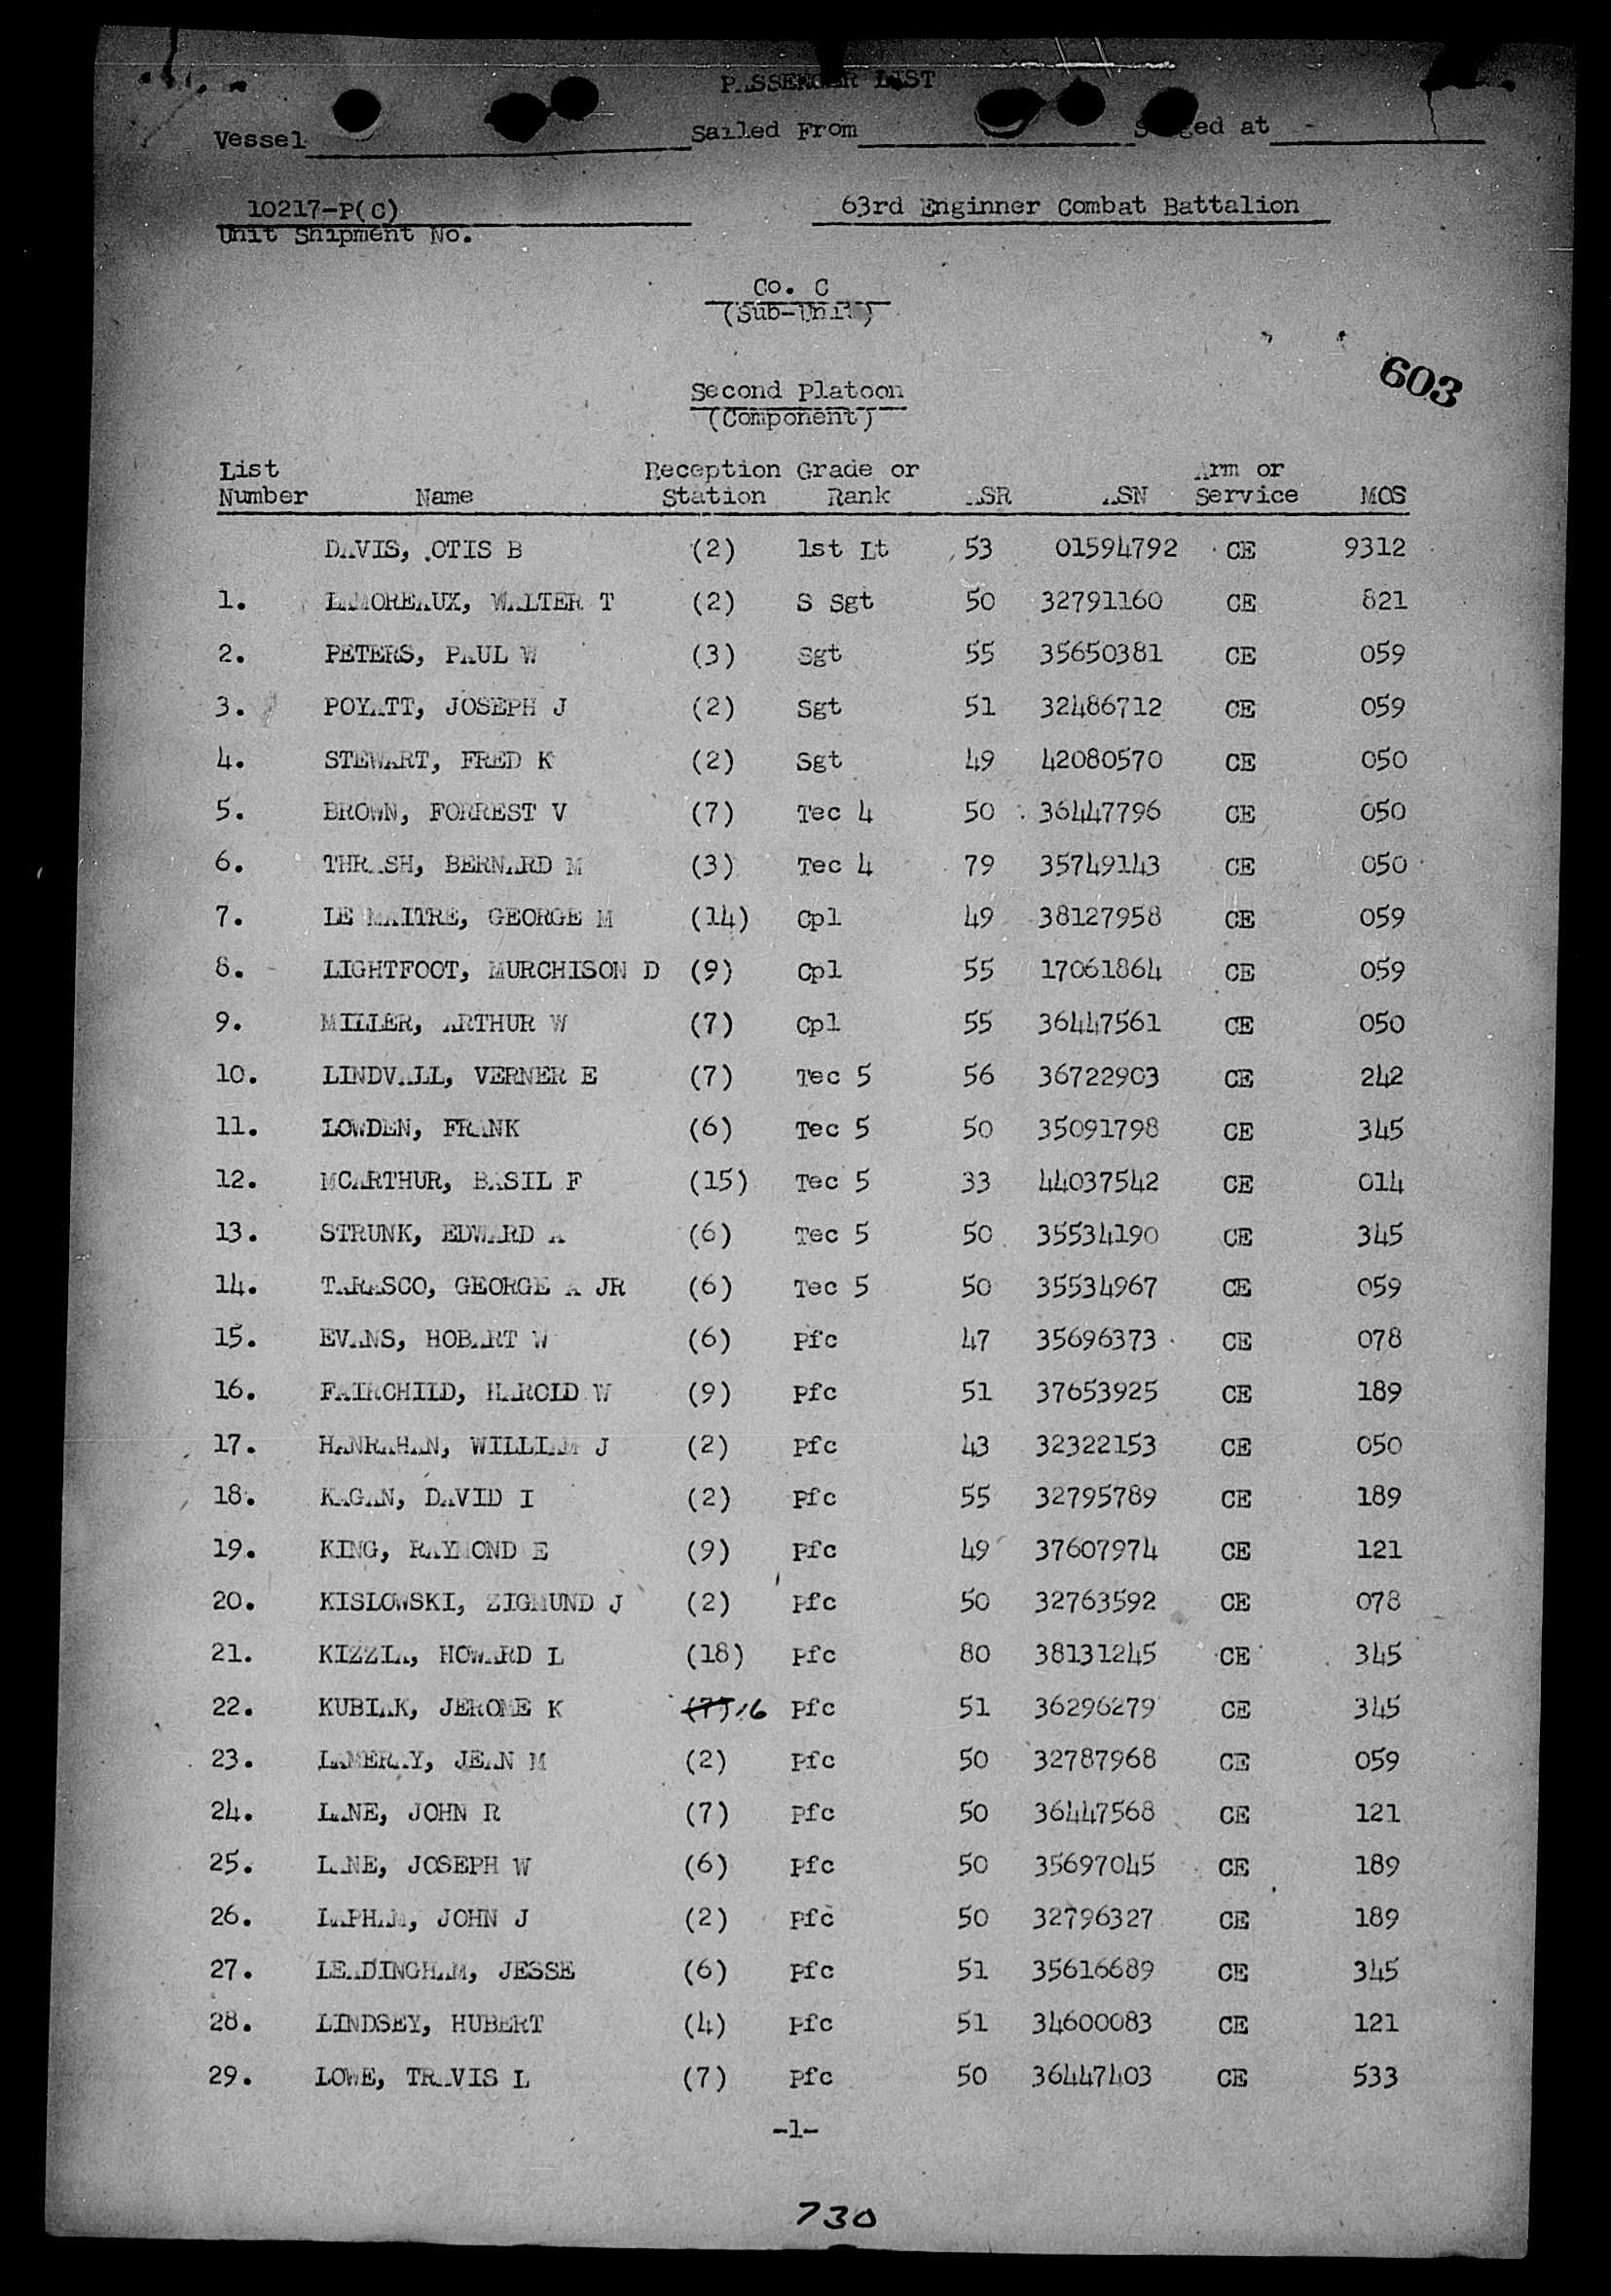 PASSENGER LIST
Vessel Sailed From Staged at
10217-P(C) 63rd Enginner Combat Battalion
Unit Shipment No.
Co. C
(Sub-Unit)
603
Second Platoon
(Component)
List Reception Grade or Arm or
Number Name Station Rank ASR ASN Service MOS
DAVIS, OTIS B (2) 1st Lt 53 01594792 CE 9312
1. LAMOREAUX, WALTER T (2) S Sgt 50 32791160 CE 821
2. PETERS, PAUL W (3) Sgt 55 35650381 CE 059
3. POYATT, JOSEPH J (2) Sgt 51 32486712 CE 059
4. STEWART, FRED K (2) Sgt 49 42080570 CE 050
5. BROWN, FORREST V (7) Tec 4 50 36447796 CE 050
6. THRASH, BERNARD M (3) Tec 4 79 35749143 CE 050
7. LE MAITRE, GEORGE M (14) Cpl 49 38127958 CE 059
8. LIGHTFOOT, MURCHISON D (9) Cpl 55 17061864 CE 059
9. MILLER, ARTHUR W (7) Cpl 55 36447561 CE 050
10. LINDVALL, VERNER E (7) Tec 5 56 36722903 CE 242
11. LOWDEN, FRANK (6) Tec 5 50 35091798 CE 345
12. MCARTHUR, BASIL F (15) Tec 5 33 44037542 CE 014
13. STRUNK, EDWARD A (6) Tec 5 50 35534190 CE 345
14. TARASCO, GEORGE A JR (6) Tec 5 50 35534967 CE 059
15. EVANS, HOBART W (6) Pfc 47 35696373 CE 078
16. FAIRCHILD, HAROLD W (9) Pfc 51 37653925 CE 189
17. HANRAHAN, WILLIAM J (2) Pfc 43 32322153 CE 050
18. KAGAN, DAVID I (2) Pfc 55 32795789 CE 189
19. KING, RAYMOND E (9) Pfc 49 37607974 CE 121
20. KISLOWSKI, ZIGMUND J (2) Pfc 50 32763592 CE 078
21. KIZZIA, HOWARD L (18) Pfc 80 38131245 CE 345
22. KUBIAK, JEROME K (7) 16 Pfc 51 36296279 CE 345
23. LAMERAY, JEAN M (2) Pfc 50 32787968 CE 059
24. LANE, JOHN R (7) Pfc 50 36447568 CE 121
25. LANE, JOSEPH W (6) Pfc 50 35697045 CE 189
26. LAPHAM, JOHN J (2) Pfc 50 32796327 CE 189
27. LEADINGHAM, JESSE (6) Pfc 51 35616689 CE 345
28. LINDSEY, HUBERT (4) Pfc 51 34600083 CE 121
29. LOWE, TRAVIS L (7) Pfc 50 36447403 CE 533
-1-
730